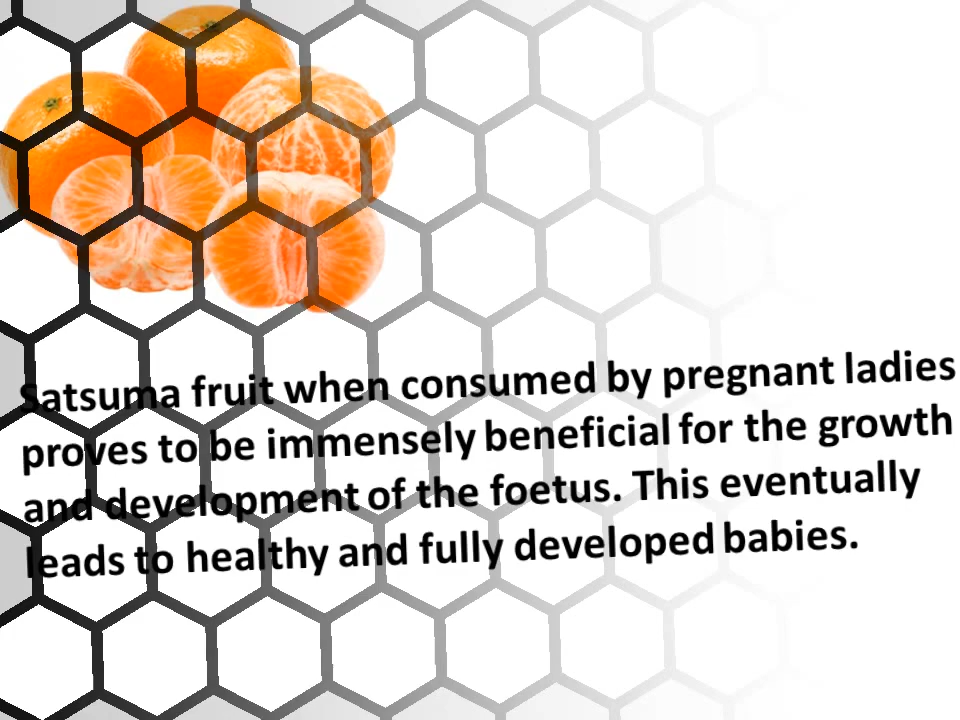 Satsuma fruit when consumed by pregnant ladies
proves to be immensely beneficial for the growth
and development of the foetus. This eventually
leads to healthy and fully developed babies.